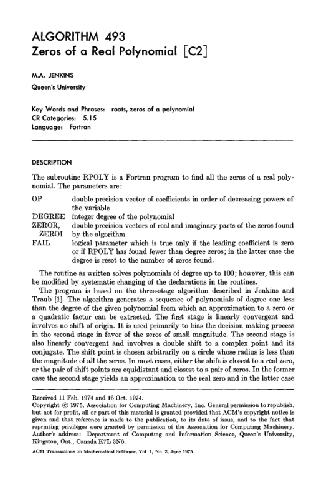 ALGORITHM 493
Zeros of a Real Polynomial [C2]
M.A. JENKINS
Queen's University
Key Words and Phrases: roots, zeros of a polynomial
CR Categories: 5.15
Language: Fortran
DESCRIPTION
The subroutine RPOLY is a Fortran program to find all the zeros of a real poly-
nomial. The parameters are:
OP double precision vector of coefficients in order of decreasing powers of
the variable
DEGREE integer degree of the polynomial
ZEROR, double precision vectors of real and imaginary parts of the zeros found
ZEROI by the algorithm
FAIL logical parameter which is true only if the leading coefficient is zero
or if RPOLY has found fewer than degree zeros; in the latter case the
degree is reset to the number of zeros found.
The routine as written solves polynomials of degree up to 100; however, this can
be modified by systematic changing of the declarations in the routines.
The program is based on the three-stage algorithm described in Jenkins and
Traub [1]. The algorithm generates a sequence of polynomials of degree one less
than the degree of the given polynomial from which an approximation to a zero or
a quadratic factor can be extracted. The first stage is linearly convergent and
involves no shift of origin. It is used primarily to bias the decision making process
in the second stage in favor of the zeros of small magnitude. The second stage is
also linearly convergent and involves a double shift to a complex point and its
conjugate. The shift point is chosen arbitrarily on a circle whose radius is less than
the magnitude of all the zeros. In most cases, either the shift is closest to a real zero,
or the pair of shift points are equidistant and closest to a pair of zeros. In the former
case the second stage yields an approximation to the real zero and in the latter case
Received 11 Feb. 1974 and 16 Oct. 1974.
Copyright © 1975, Association for Computing Machinery, Inc. General permission to republish,
but not for profit, all or part of this material is granted provided that ACM's copyright notice is
given and that reference is made to the publication, to its date of issue, and to the fact that
reprinting privileges were granted by permission of the Association for Computing Machinery.
Author's address: Department of Computing and Information Science, Queen's University,
Kingston, Ont., Canada K7L 3N6.
ACM Transactions on Mathematical Software, Vol. 1, No. 2, June 1975.